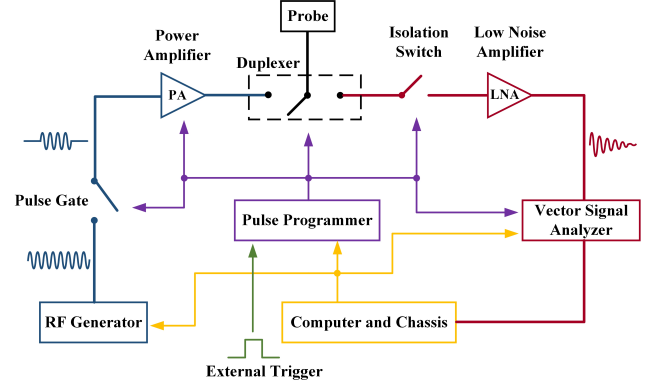 Probe
Power
Amplifier
Isolation
Switch
Low Noise
Amplifier
Duplexer
PA
LNA
Pulse Gate
Pulse Programmer
Vector Signal
Analyzer
RF Generator
Computer and Chassis
External Trigger